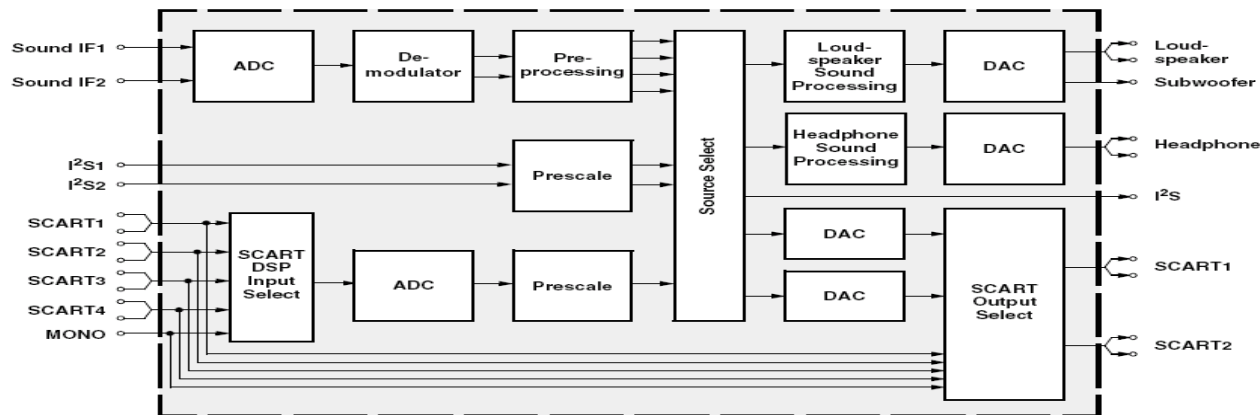 Sound IF1
Sound IF2
ADC
De-
modulator
Pre-
processing
Loud-
speaker
Sound
Processing
DAC
Loud-
speaker
Subwoofer
I²S1
I²S2
Prescale
Source Select
Headphone
Sound
Processing
DAC
Headphone
I²S
SCART1
SCART2
SCART3
SCART4
MONO
SCART
DSP
Input
Select
ADC
Prescale
DAC
DAC
SCART
Output
Select
SCART1
SCART2